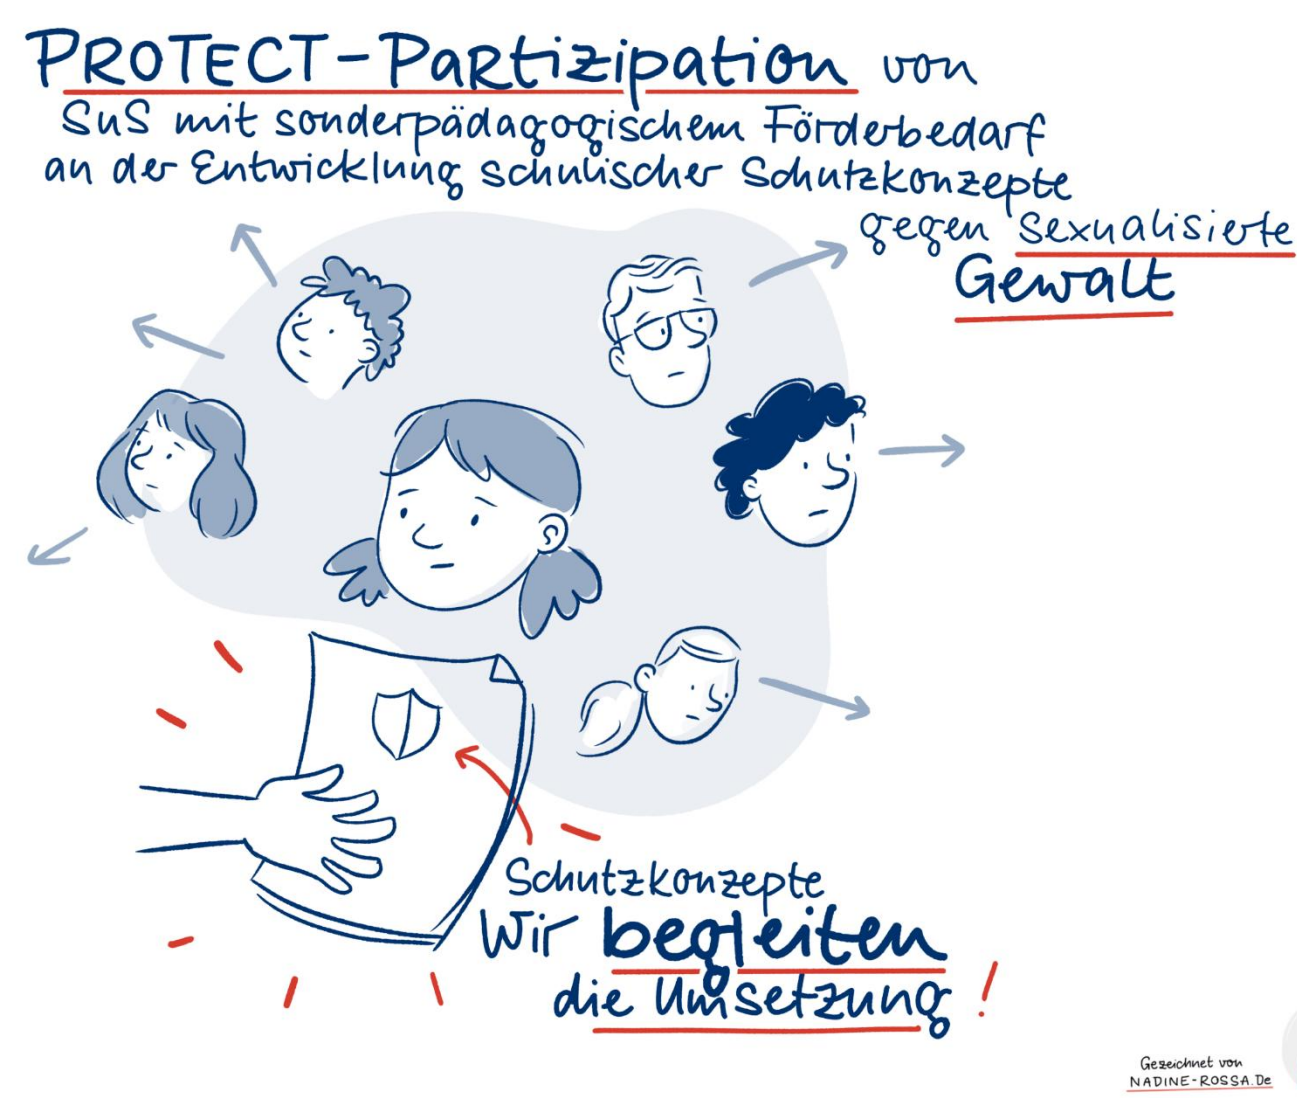 PROTECT-Partizipation von
SuS mit sonderpädagogischem Förderbedarf
an der Entwicklung schulischer Schutzkonzepte
gegen sexualisierte
Gewalt
Schutzkonzepte
Wir begleiten
die Umsetzung!
Gezeichnet von
NADINE-ROSSA.De